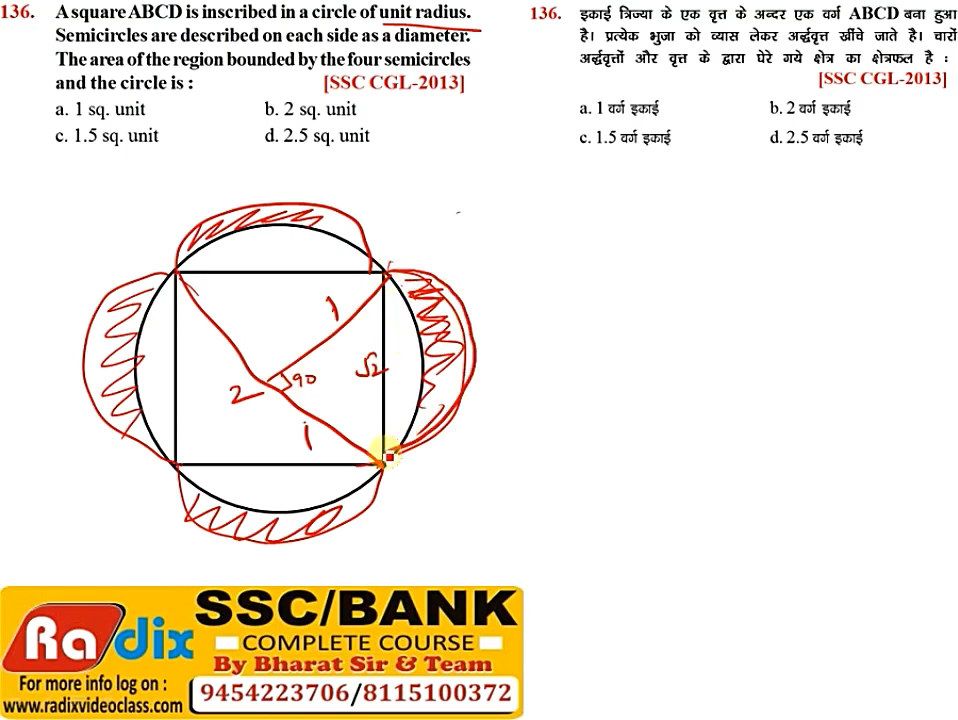 136. A square ABCD is inscribed in a circle of unit radius.
Semicircles are described on each side as a diameter.
The area of the region bounded by the four semicircles
and the circle is : [SSC CGL-2013]
a. 1 sq. unit b. 2 sq. unit
c. 1.5 sq. unit d. 2.5 sq. unit
136. इकाई त्रिज्या के एक वृत्त के अन्दर एक वर्ग ABCD बना हुआ
है। प्रत्येक भुजा को व्यास लेकर अर्द्धवृत्त खींचे जाते है। चारों
अर्द्धवृत्तों और वृत्त के द्वारा घेरे गये क्षेत्र का क्षेत्रफल है :
[SSC CGL-2013]
a. 1 वर्ग इकाई b. 2 वर्ग इकाई
c. 1.5 वर्ग इकाई d. 2.5 वर्ग इकाई
1
√2
90
2
1
Radix
SSC/BANK
COMPLETE COURSE
By Bharat Sir & Team
For more info log on :
www.radixvideoclass.com
9454223706/8115100372